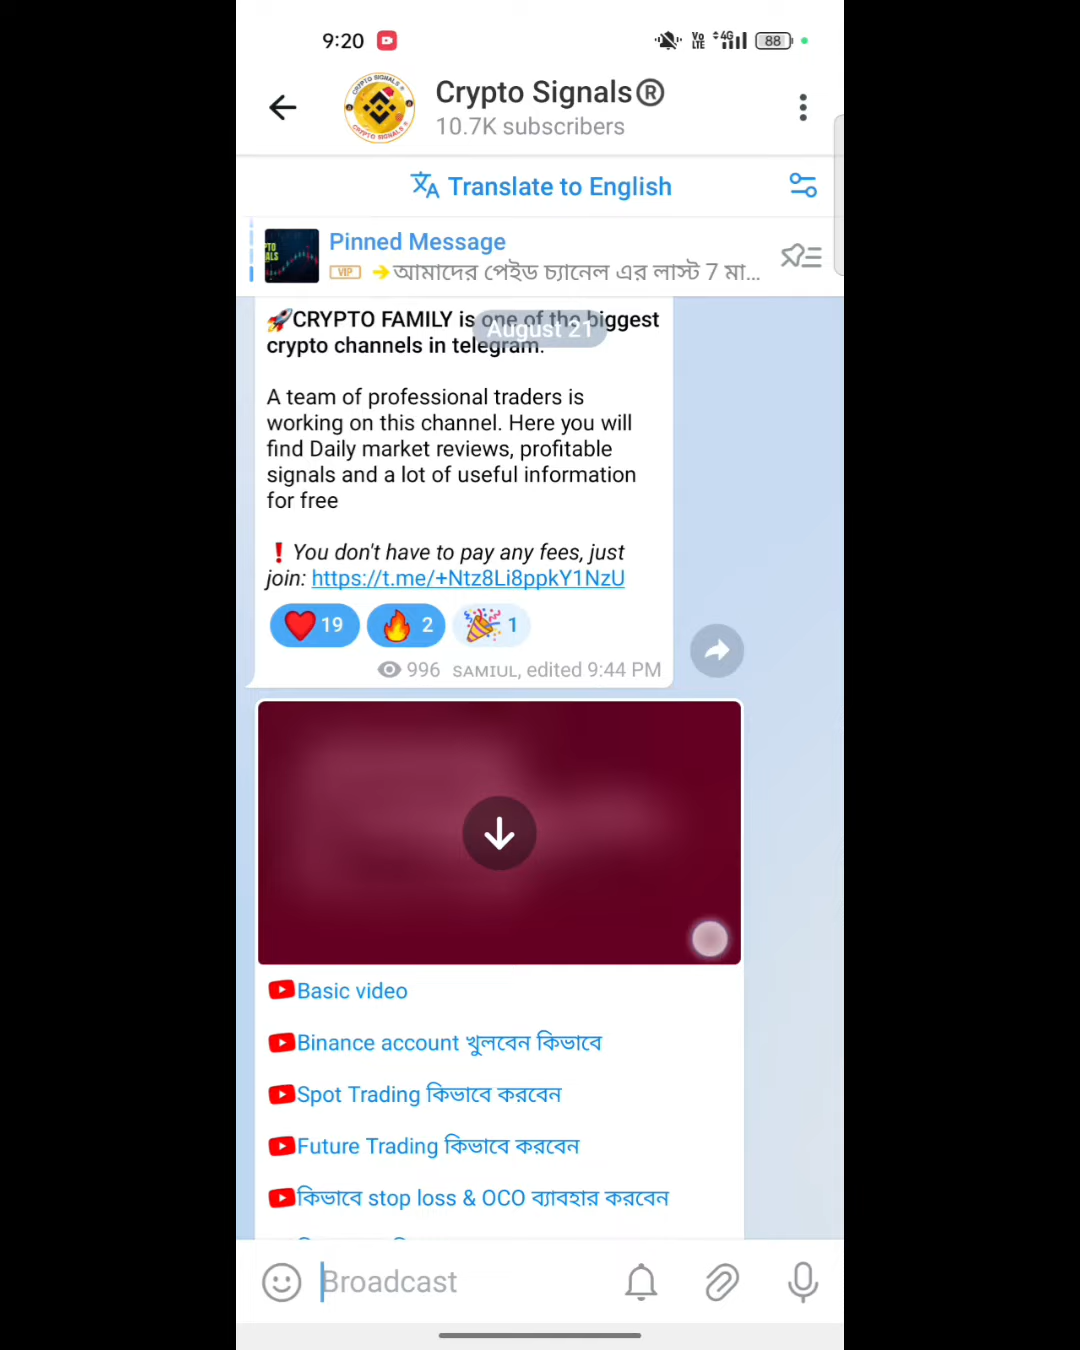 9:20
Vo LTE 4G 88
Crypto Signals®
10.7K subscribers
Translate to English
Pinned Message
VIP ➔আমাদের পেইড চ্যানেল এর লাস্ট 7 মা...
🚀CRYPTO FAMILY is one of the biggest
August 21
crypto channels in telegram.
A team of professional traders is
working on this channel. Here you will
find Daily market reviews, profitable
signals and a lot of useful information
for free
❗ You don't have to pay any fees, just
join: https://t.me/+Ntz8Li8ppkY1NzU
❤️ 19 🔥 2 🎉 1
996 SAMIUL, edited 9:44 PM
Basic video
Binance account খুলবেন কিভাবে
Spot Trading কিভাবে করবেন
Future Trading কিভাবে করবেন
কিভাবে stop loss & OCO ব্যাবহার করবেন
Broadcast